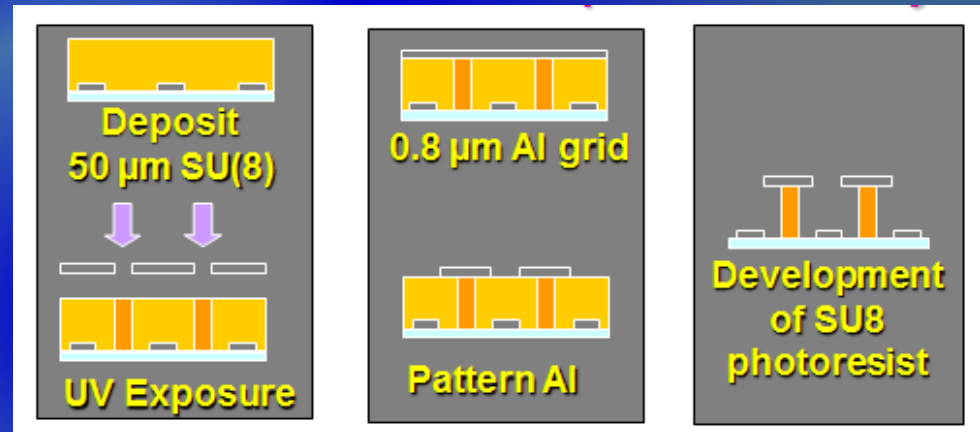 Deposit
50 µm SU(8)
UV Exposure
0.8 µm Al grid
Pattern Al
Development
of SU8
photoresist